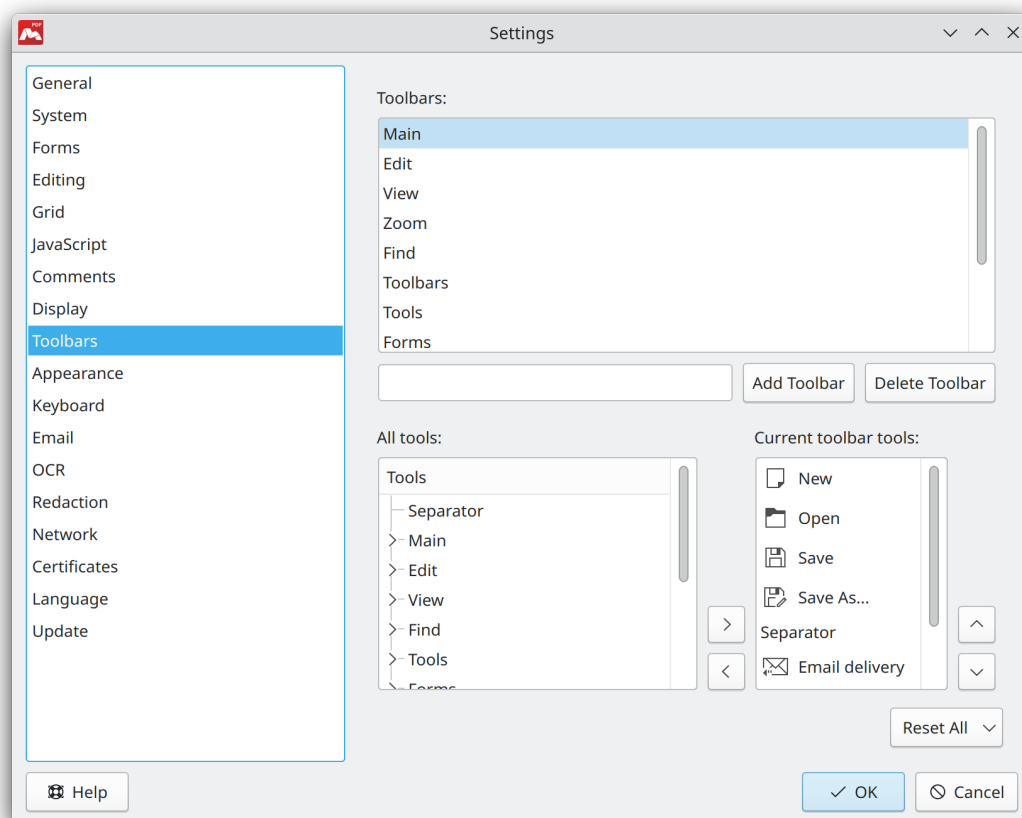 PDF
Settings
General
System
Forms
Editing
Grid
JavaScript
Comments
Display
Toolbars
Appearance
Keyboard
Email
OCR
Redaction
Network
Certificates
Language
Update
Toolbars:
Main
Edit
View
Zoom
Find
Toolbars
Tools
Forms
Add Toolbar
Delete Toolbar
All tools:
Tools
Separator
Main
Edit
View
Find
Tools
Forms
Current toolbar tools:
New
Open
Save
Save As...
Separator
Email delivery
Reset All
Help
OK
Cancel